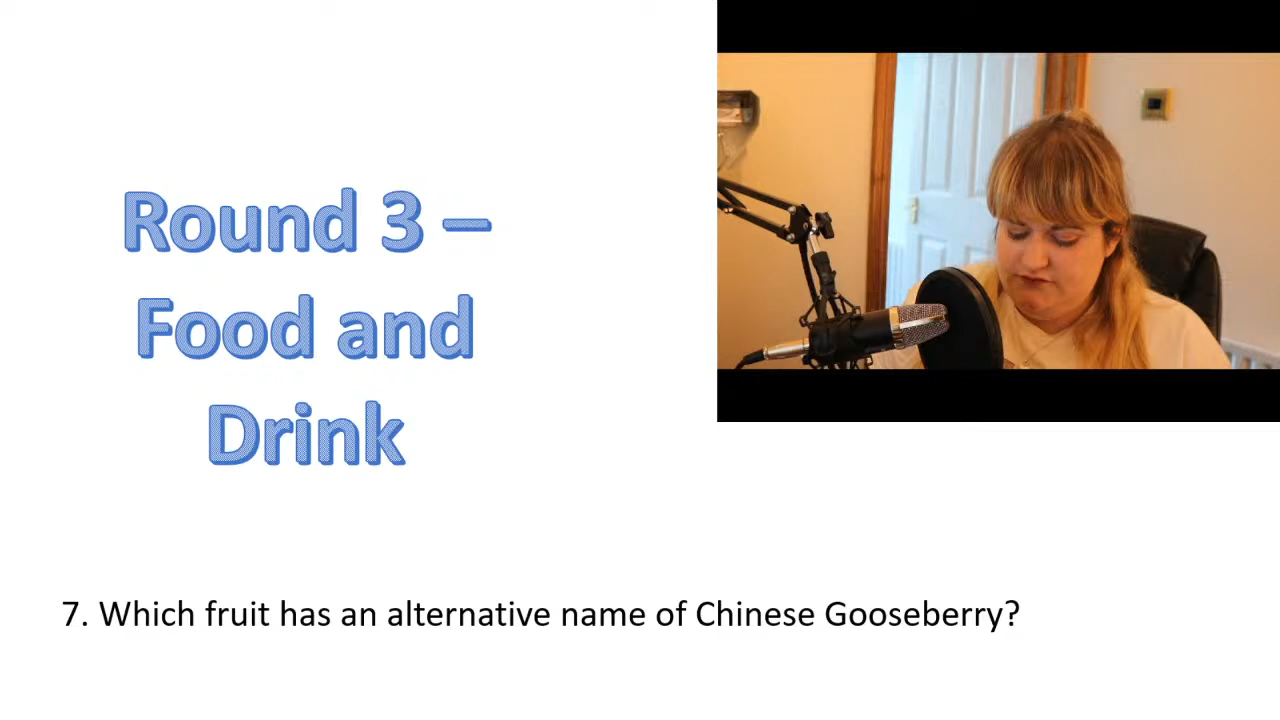 Round 3 –
Food and
Drink
7. Which fruit has an alternative name of Chinese Gooseberry?